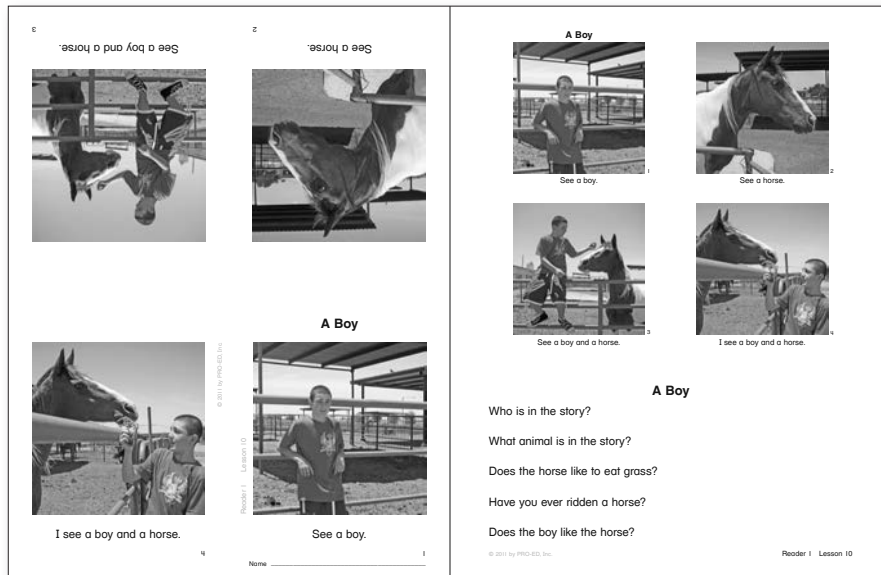 3
See a boy and a horse.
2
See a horse.
A Boy
© 2011 by PRO-ED, Inc.
Reader 1 Lesson 10
I see a boy and a horse.
4
See a boy.
1
Name
A Boy
1
See a boy.
2
See a horse.
3
See a boy and a horse.
4
I see a boy and a horse.
A Boy
Who is in the story?
What animal is in the story?
Does the horse like to eat grass?
Have you ever ridden a horse?
Does the boy like the horse?
© 2011 by PRO-ED, Inc.
Reader 1 Lesson 10